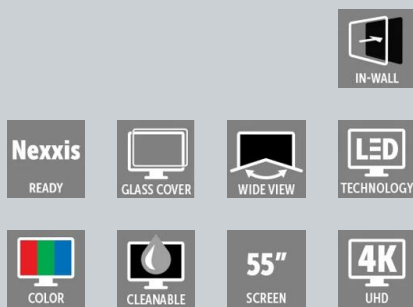 IN-WALL
Nexxis
READY
GLASS COVER
WIDE VIEW
LED
TECHNOLOGY
COLOR
CLEANABLE
55"
SCREEN
4K
UHD